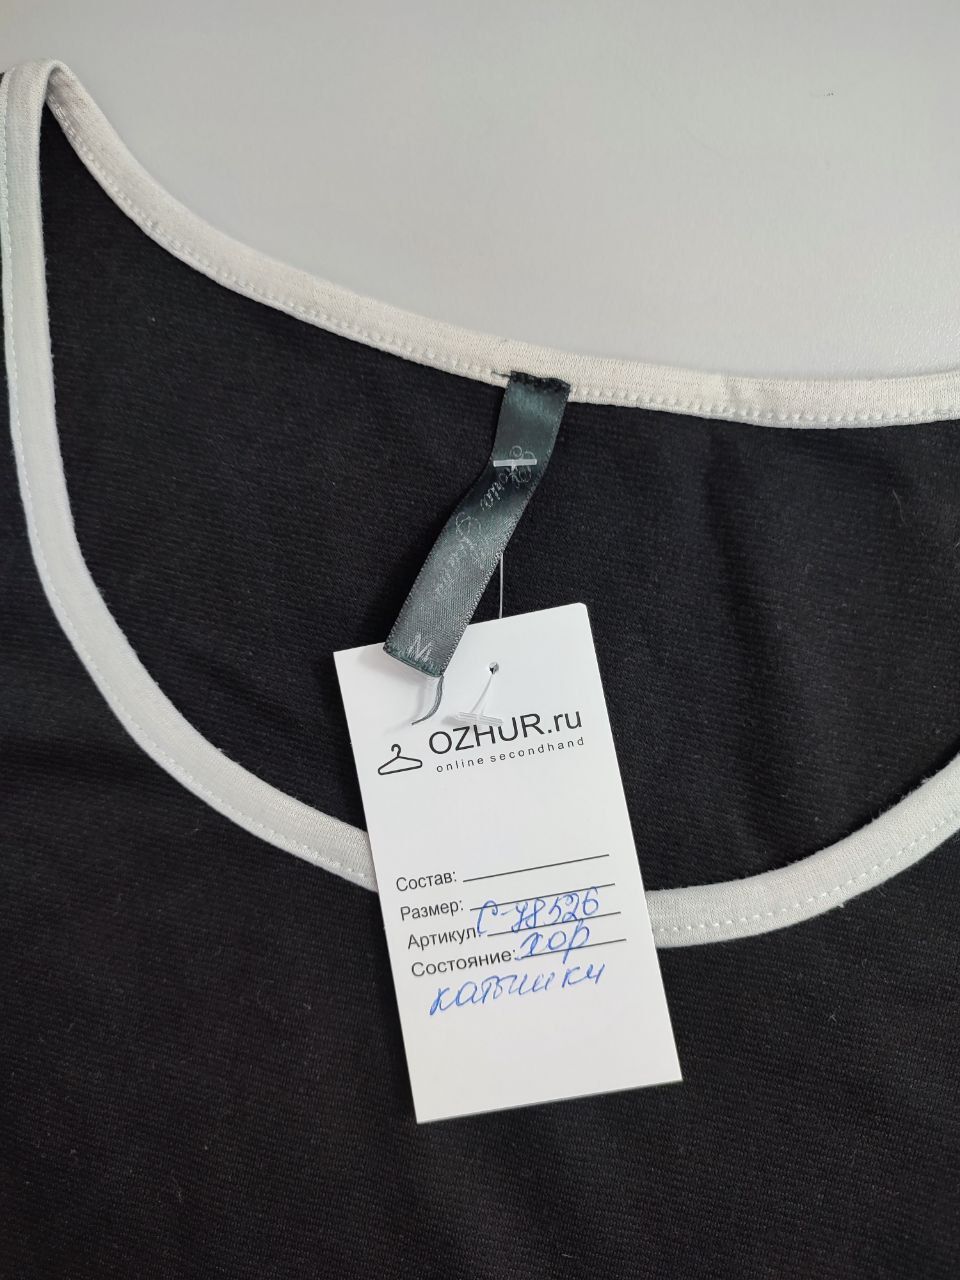 M
OZHUR.ru
online secondhand
Состав:
Размер:
Артикул: С-78526
Состояние: хор
катышки